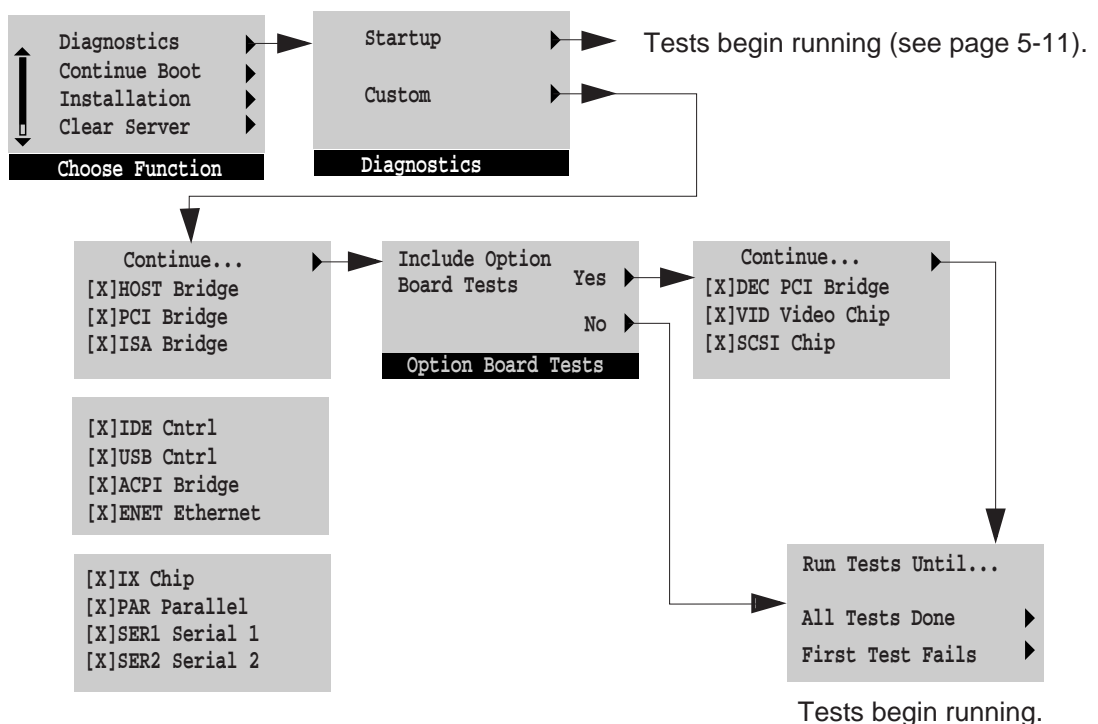 Diagnostics
Continue Boot
Installation
Clear Server
Choose Function
Startup
Custom
Diagnostics
Tests begin running (see page 5-11).
Continue...
[X]HOST Bridge
[X]PCI Bridge
[X]ISA Bridge
Include Option
Board Tests
Yes
No
Option Board Tests
Continue...
[X]DEC PCI Bridge
[X]VID Video Chip
[X]SCSI Chip
[X]IDE Cntrl
[X]USB Cntrl
[X]ACPI Bridge
[X]ENET Ethernet
[X]IX Chip
[X]PAR Parallel
[X]SER1 Serial 1
[X]SER2 Serial 2
Run Tests Until...
All Tests Done
First Test Fails
Tests begin running.